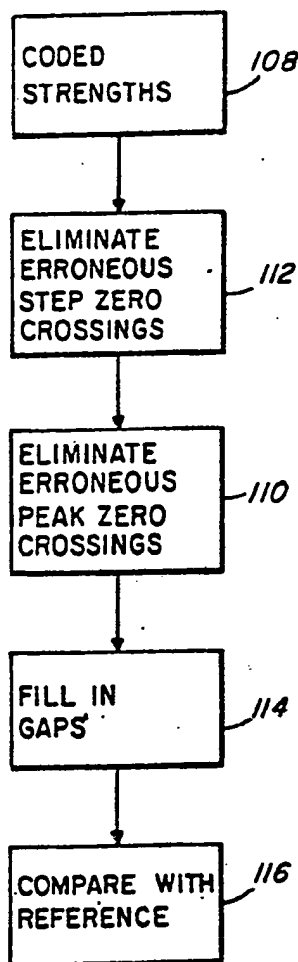 CODED
STRENGTHS
108
ELIMINATE
ERRONEOUS
STEP ZERO
CROSSINGS
112
ELIMINATE
ERRONEOUS
PEAK ZERO
CROSSINGS
110
FILL IN
GAPS
114
COMPARE WITH
REFERENCE
116